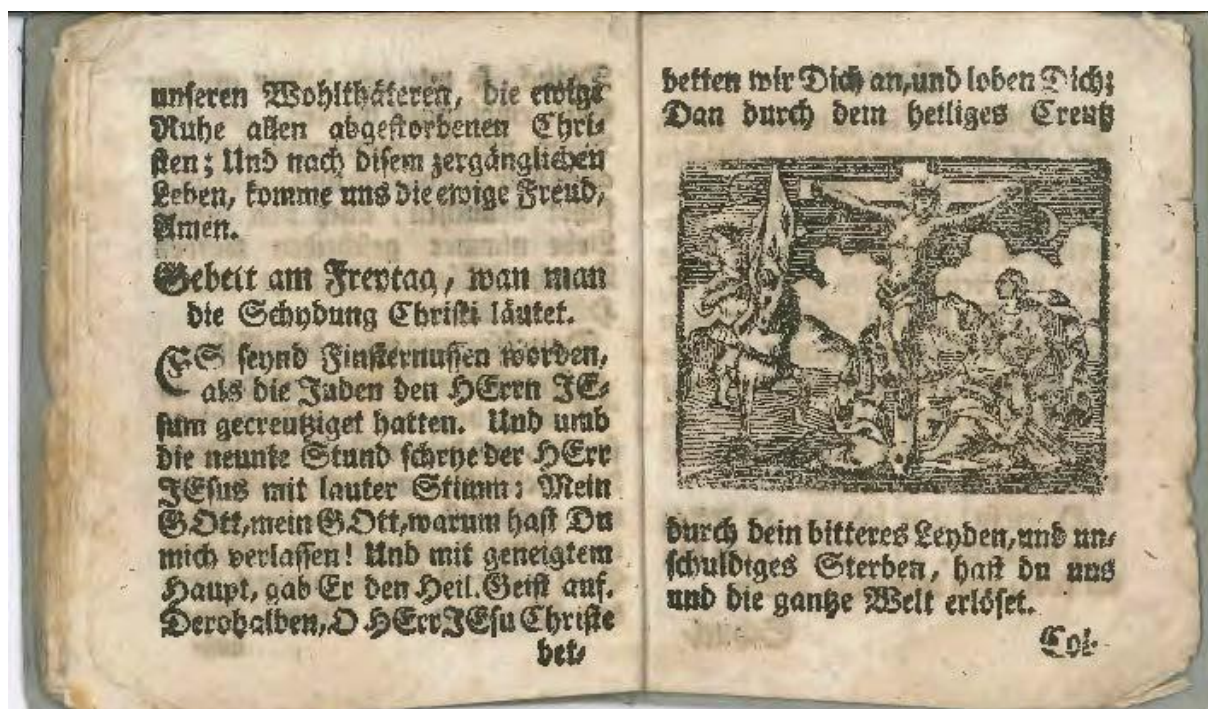 unseren Wohlthäteren, die ewige
Ruhe allen abgestorbenen Chri-
sten; Und nach disem zergänglichen
Leben, komme uns die ewige Freud,
Amen.
Gebett am Freytag, wan man
die Schydung Christi läutet.
ES seynd Finsternussen worden,
als die Juden den HErrn JE-
sum gecreutziget hatten. Und umb
die neunte Stund schrye der HErr
JEsus mit lauter Stimm: Mein
GOtt, mein GOtt, warum hast Du
mich verlassen! Und mit geneigtem
Haupt, gab Er den Heil. Geist auf.
Derohalben, O HErr JEsu Christe
bet-
betten wir Dich an, und loben Dich;
Dan durch dem heiliges Creutz
durch dein bitteres Leyden, und un-
schuldiges Sterben, hast du uns
und die gantze Welt erlöset.
Col-